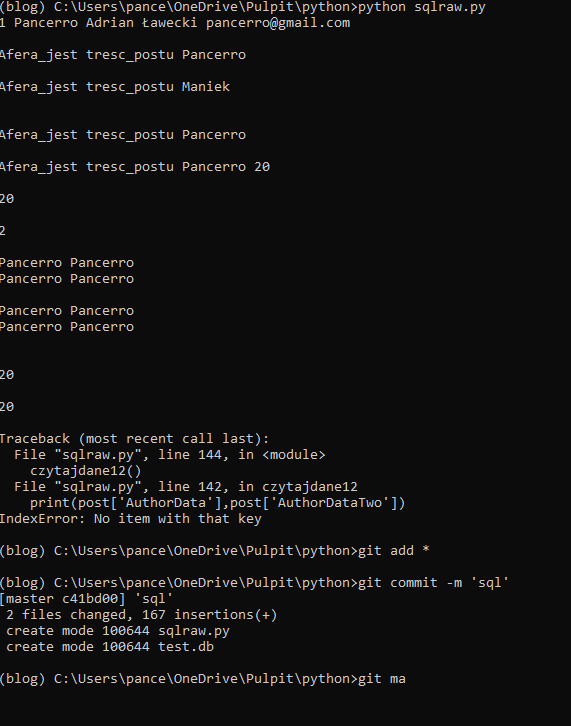 (blog) C:\Users\pance\OneDrive\Pulpit\python>python sqlraw.py
1 Pancerro Adrian Ławecki pancerro@gmail.com
Afera_jest tresc_postu Pancerro
Afera_jest tresc_postu Maniek
Afera_jest tresc_postu Pancerro
Afera_jest tresc_postu Pancerro 20
20
2
Pancerro Pancerro
Pancerro Pancerro
Pancerro Pancerro
Pancerro Pancerro
20
20
Traceback (most recent call last):
  File "sqlraw.py", line 144, in <module>
    czytajdane12()
  File "sqlraw.py", line 142, in czytajdane12
    print(post['AuthorData'],post['AuthorDataTwo'])
IndexError: No item with that key
(blog) C:\Users\pance\OneDrive\Pulpit\python>git add *
(blog) C:\Users\pance\OneDrive\Pulpit\python>git commit -m 'sql'
[master c41bd00] 'sql'
 2 files changed, 167 insertions(+)
 create mode 100644 sqlraw.py
 create mode 100644 test.db
(blog) C:\Users\pance\OneDrive\Pulpit\python>git ma